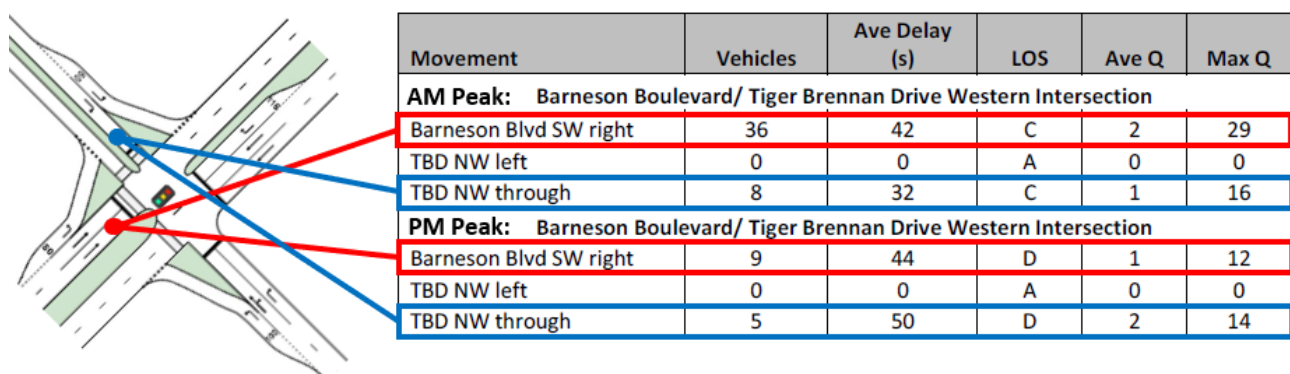 Movement Vehicles Ave Delay (s) LOS Ave Q Max Q
AM Peak: Barneson Boulevard/ Tiger Brennan Drive Western Intersection
Barneson Blvd SW right 36 42 C 2 29
TBD NW left 0 0 A 0 0
TBD NW through 8 32 C 1 16
PM Peak: Barneson Boulevard/ Tiger Brennan Drive Western Intersection
Barneson Blvd SW right 9 44 D 1 12
TBD NW left 0 0 A 0 0
TBD NW through 5 50 D 2 14